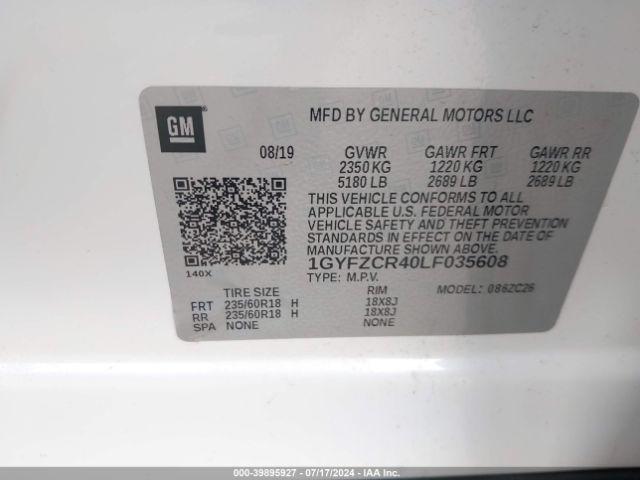 GM
MFD BY GENERAL MOTORS LLC
08/19 GVWR GAWR FRT GAWR RR
2350 KG 1220 KG 1220 KG
5180 LB 2689 LB 2689 LB
THIS VEHICLE CONFORMS TO ALL
APPLICABLE U.S. FEDERAL MOTOR
VEHICLE SAFETY AND THEFT PREVENTION
STANDARDS IN EFFECT ON THE DATE OF
MANUFACTURE SHOWN ABOVE.
1GYFZCR40LF035608
140X
TYPE: M.P.V.
TIRE SIZE RIM MODEL: 086ZC26
FRT 235/60R18 H 18X8J
RR 235/60R18 H 18X8J
SPA NONE NONE
000-39895927 - 07/17/2024 - IAAI.COM